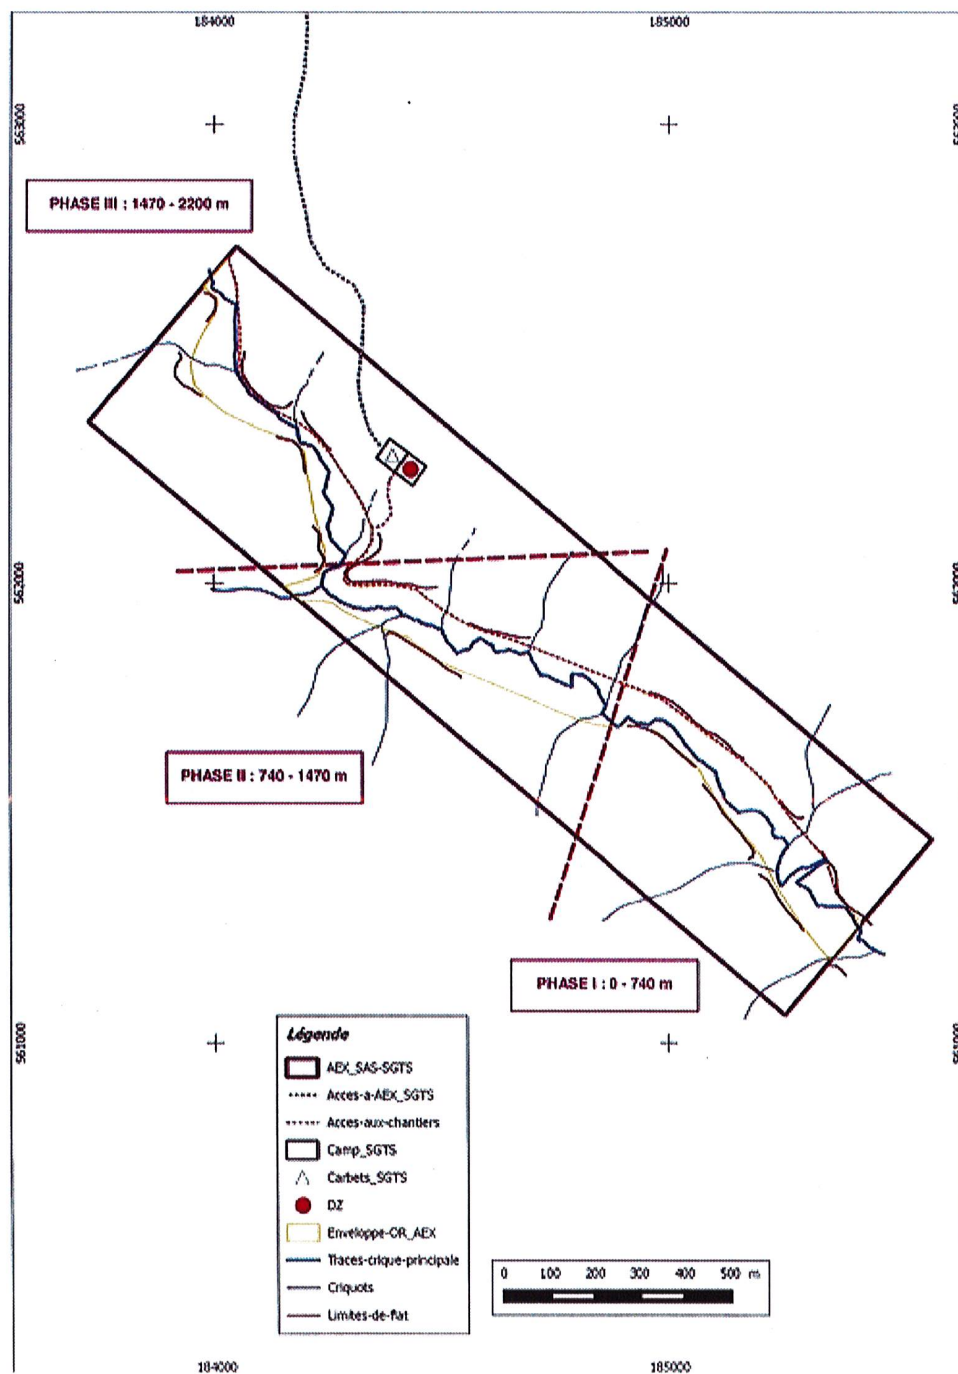 184000
185000
563000
PHASE III : 1470 - 2200 m
562000
PHASE II : 740 - 1470 m
PHASE I : 0 - 740 m
561000
Légende
AEX_SAS-SGTS
Acces-a-AEX_SGTS
Acces-aux-chantiers
Camp_SGTS
Carbets_SGTS
DZ
Enveloppe-OR_AEX
Traces-crique-principale
Criquots
Limites-de-flat
0 100 200 300 400 500 m
184000
185000